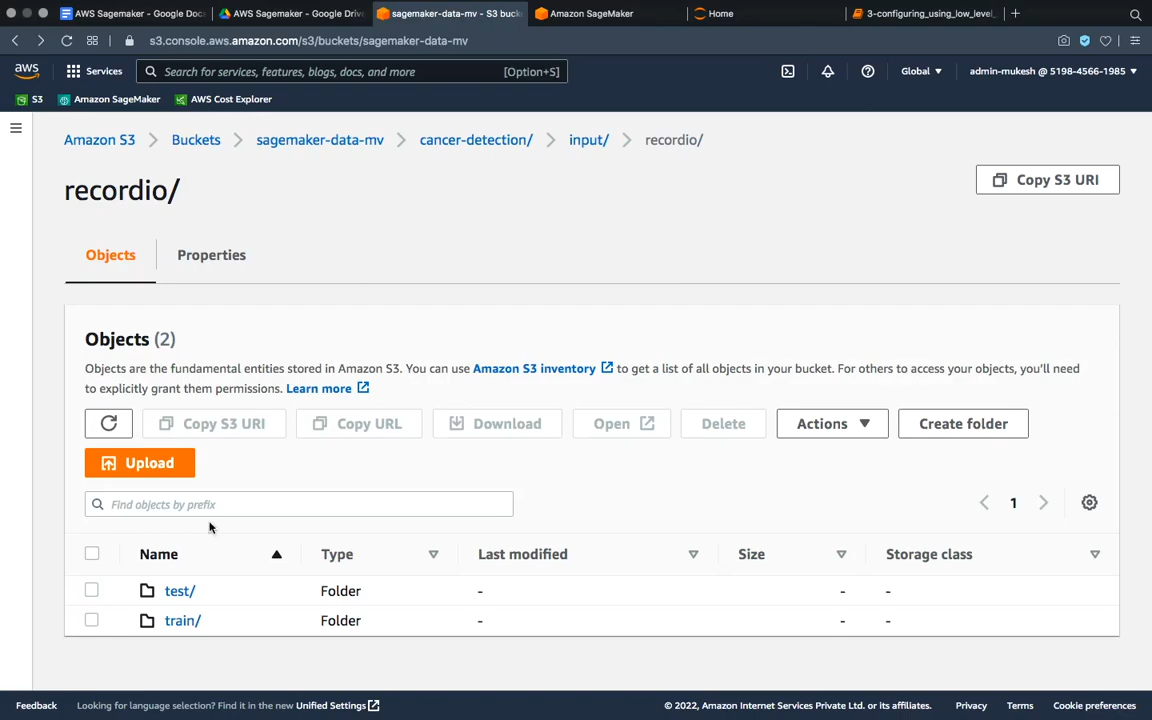 AWS Sagemaker - Google Doc
AWS Sagemaker - Google Driv
sagemaker-data-mv - S3 buck
Amazon SageMaker
Home
3-configuring_using_low_level_
s3.console.aws.amazon.com/s3/buckets/sagemaker-data-mv
aws
Services
Search for services, features, blogs, docs, and more
[Option+S]
Global
admin-mukesh @ 5198-4566-1985
S3
Amazon SageMaker
AWS Cost Explorer
Amazon S3
Buckets
sagemaker-data-mv
cancer-detection/
input/
recordio/
recordio/
Copy S3 URI
Objects
Properties
Objects (2)
Objects are the fundamental entities stored in Amazon S3. You can use Amazon S3 inventory to get a list of all objects in your bucket. For others to access your objects, you'll need
to explicitly grant them permissions. Learn more
Copy S3 URI
Copy URL
Download
Open
Delete
Actions
Create folder
Upload
Find objects by prefix
1
Name
Type
Last modified
Size
Storage class
test/
Folder
-
-
-
train/
Folder
-
-
-
Feedback
Looking for language selection? Find it in the new Unified Settings
© 2022, Amazon Internet Services Private Ltd. or its affiliates.
Privacy
Terms
Cookie preferences